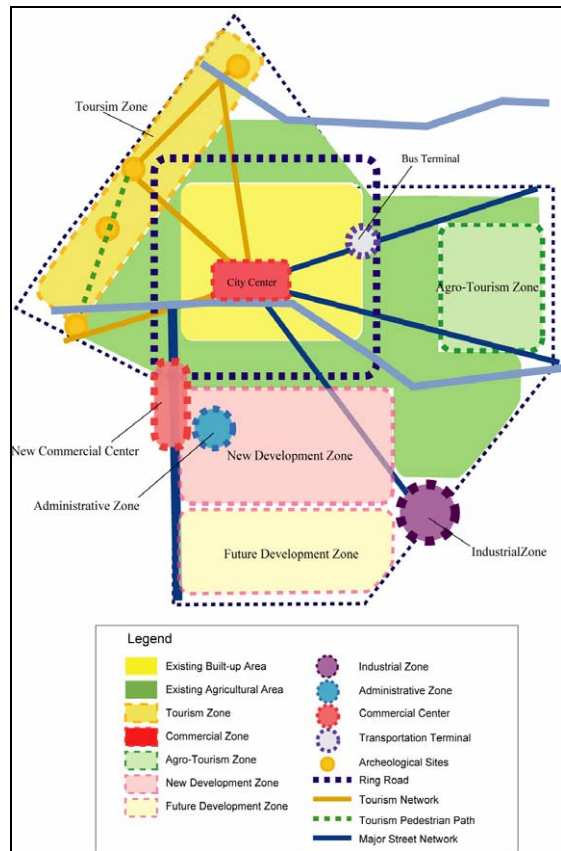 Toursim Zone
Bus Terminal
City Center
Agro-Tourism Zone
New Commercial Center
New Development Zone
Administrative Zone
Future Development Zone
IndustrialZone
Legend
Existing Built-up Area
Existing Agricultural Area
Tourism Zone
Commercial Zone
Agro-Tourism Zone
New Development Zone
Future Development Zone
Industrial Zone
Administrative Zone
Commercial Center
Transportation Terminal
Archeological Sites
Ring Road
Tourism Network
Tourism Pedestrian Path
Major Street Network